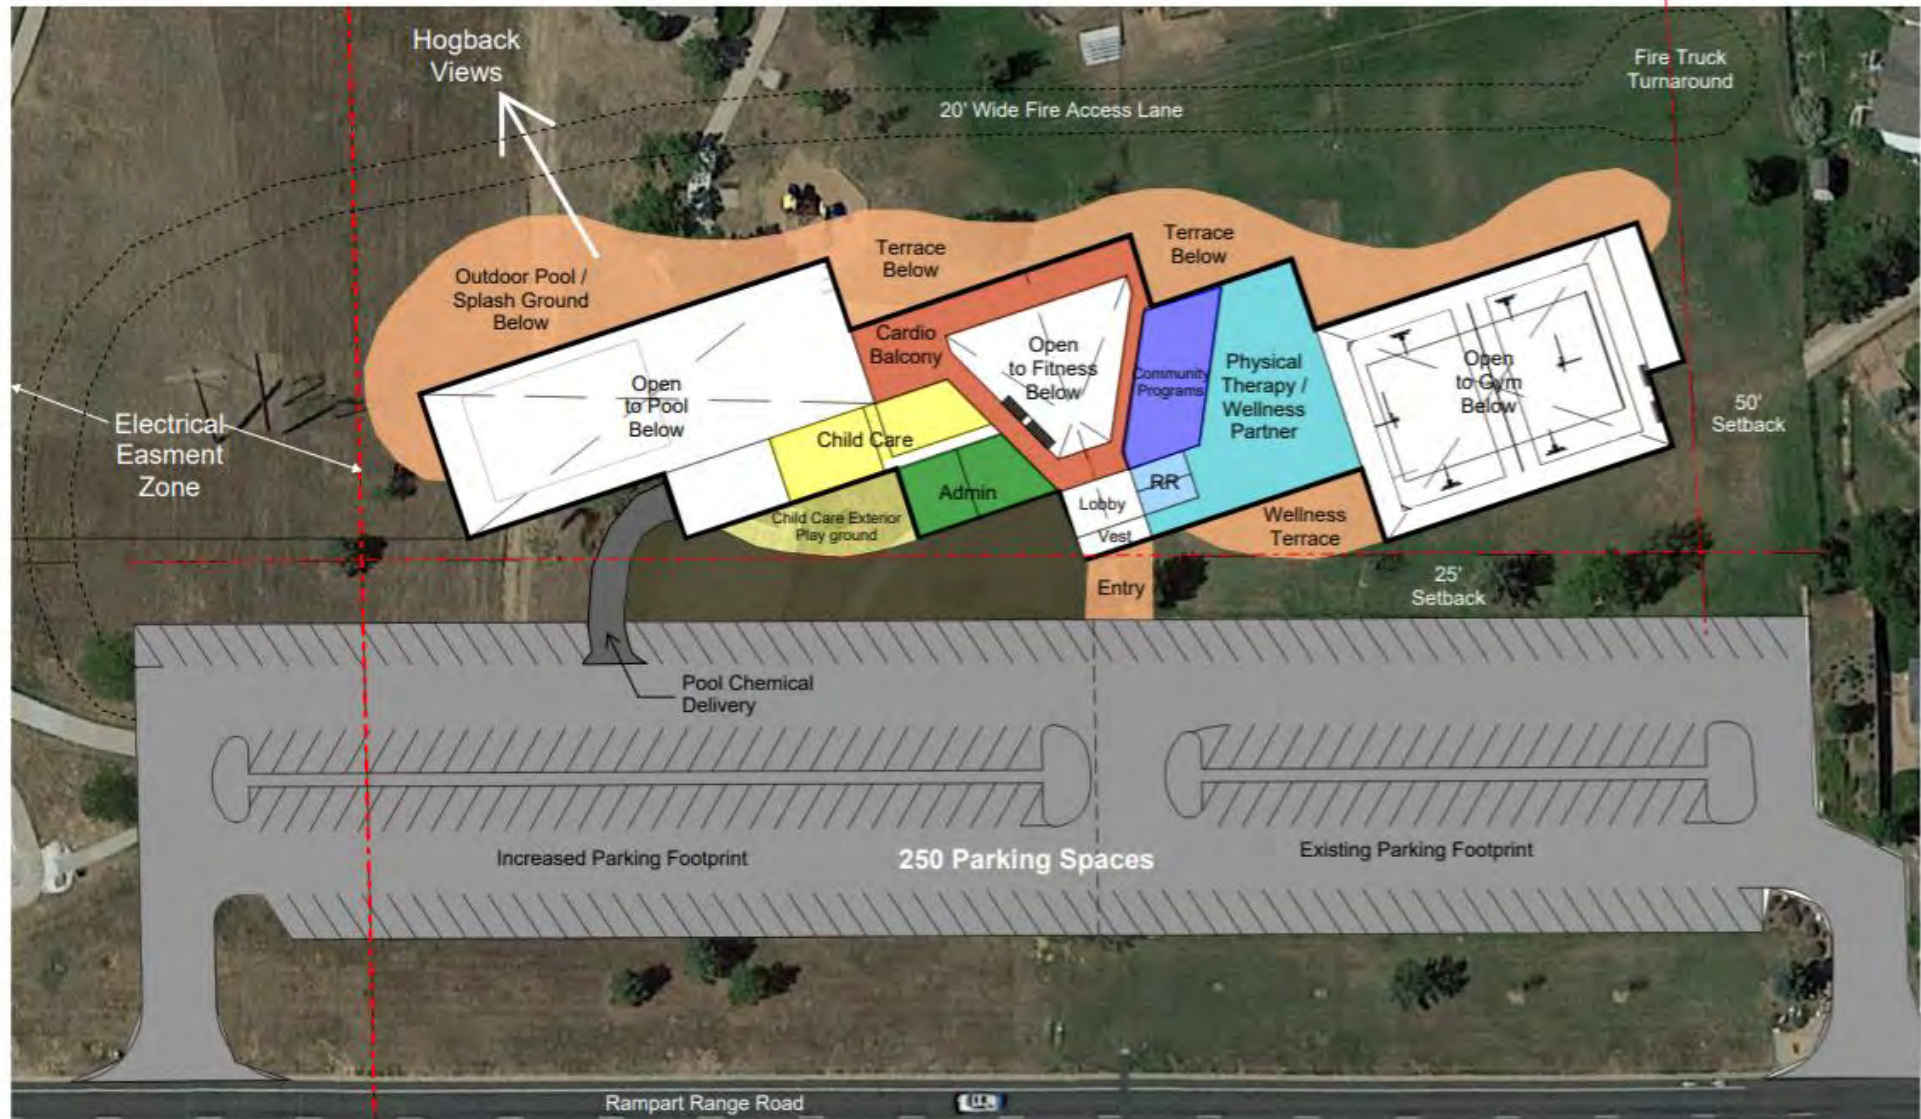 Hogback
Views
Fire Truck
Turnaround
20' Wide Fire Access Lane
Terrace
Below
Terrace
Below
Outdoor Pool /
Splash Ground
Below
Cardio
Balcony
Open
to Fitness
Below
Community
Programs
Physical
Therapy /
Wellness
Partner
Open
to Gym
Below
Open
to Pool
Below
50'
Setback
Electrical
Easment
Zone
Child Care
Admin
RR
Lobby
Child Care Exterior
Play ground
Vest
Wellness
Terrace
Entry
25'
Setback
Pool Chemical
Delivery
Increased Parking Footprint
250 Parking Spaces
Existing Parking Footprint
Rampart Range Road